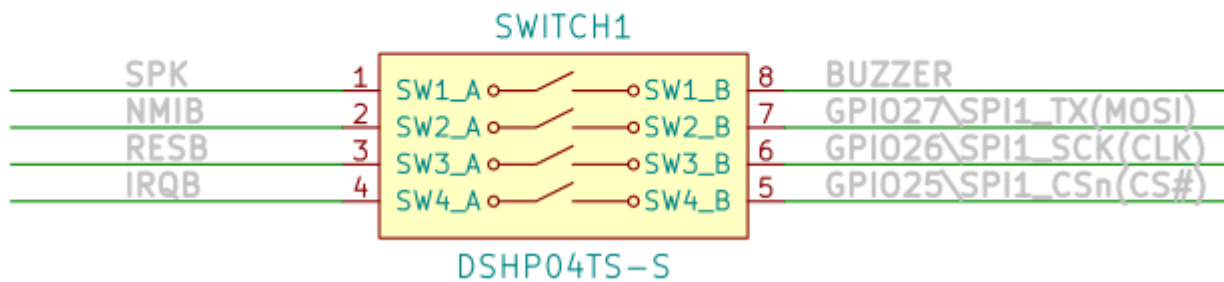 SWITCH1
SPK 1 SW1_A SW1_B 8 BUZZER
NMIB 2 SW2_A SW2_B 7 GPIO27\SPI1_TX(MOSI)
RESB 3 SW3_A SW3_B 6 GPIO26\SPI1_SCK(CLK)
IRQB 4 SW4_A SW4_B 5 GPIO25\SPI1_CSn(CS#)
DSHP04TS-S